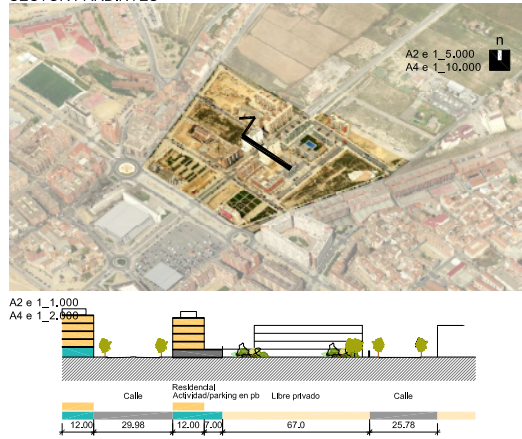 n
A2 e 1_5.000
A4 e 1_10.000
A2 e 1_1.000
A4 e 1_2.000
Calle
Residencial
Actividad/parking en pb
Libre privado
Calle
12.00 29.98 12.00 7.00 67.0 25.78